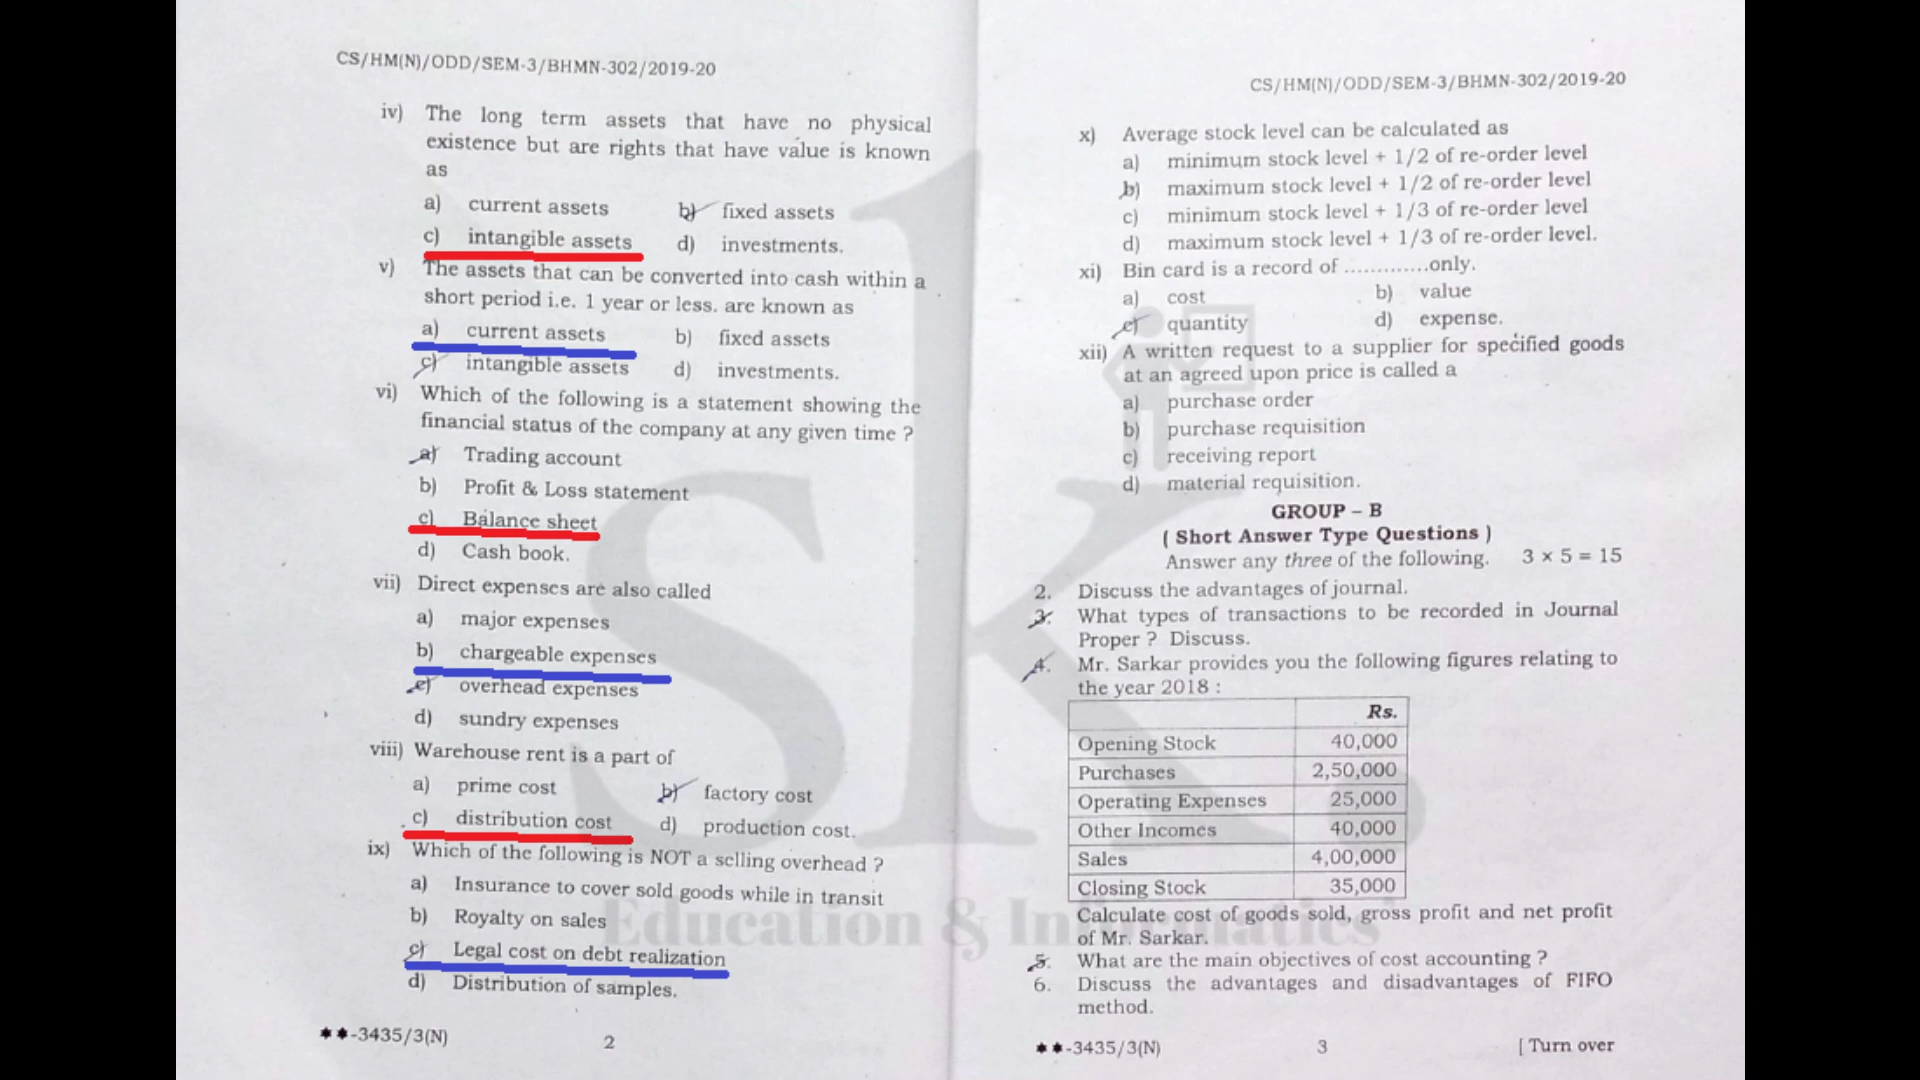 CS/HM(N)/ODD/SEM-3/BHMN-302/2019-20
iv) The long term assets that have no physical
existence but are rights that have value is known
as
a) current assets b) fixed assets
c) intangible assets d) investments.
v) The assets that can be converted into cash within a
short period i.e. 1 year or less. are known as
a) current assets b) fixed assets
c) intangible assets d) investments.
vi) Which of the following is a statement showing the
financial status of the company at any given time ?
a) Trading account
b) Profit & Loss statement
c) Balance sheet
d) Cash book.
vii) Direct expenses are also called
a) major expenses
b) chargeable expenses
c) overhead expenses
d) sundry expenses
viii) Warehouse rent is a part of
a) prime cost b) factory cost
c) distribution cost d) production cost.
ix) Which of the following is NOT a selling overhead ?
a) Insurance to cover sold goods while in transit
b) Royalty on sales
c) Legal cost on debt realization
d) Distribution of samples.
**-3435/3(N) 2
CS/HM(N)/ODD/SEM-3/BHMN-302/2019-20
x) Average stock level can be calculated as
a) minimum stock level + 1/2 of re-order level
b) maximum stock level + 1/2 of re-order level
c) minimum stock level + 1/3 of re-order level
d) maximum stock level + 1/3 of re-order level.
xi) Bin card is a record of .............only.
a) cost b) value
c) quantity d) expense.
xii) A written request to a supplier for specified goods
at an agreed upon price is called a
a) purchase order
b) purchase requisition
c) receiving report
d) material requisition.
GROUP – B
( Short Answer Type Questions )
Answer any three of the following. 3 × 5 = 15
2. Discuss the advantages of journal.
3. What types of transactions to be recorded in Journal
Proper ? Discuss.
4. Mr. Sarkar provides you the following figures relating to
the year 2018 :
Rs.
Opening Stock 40,000
Purchases 2,50,000
Operating Expenses 25,000
Other Incomes 40,000
Sales 4,00,000
Closing Stock 35,000
Calculate cost of goods sold, gross profit and net profit
of Mr. Sarkar.
5. What are the main objectives of cost accounting ?
6. Discuss the advantages and disadvantages of FIFO
method.
**-3435/3(N) 3 [ Turn over
Sk
Education & Informatics